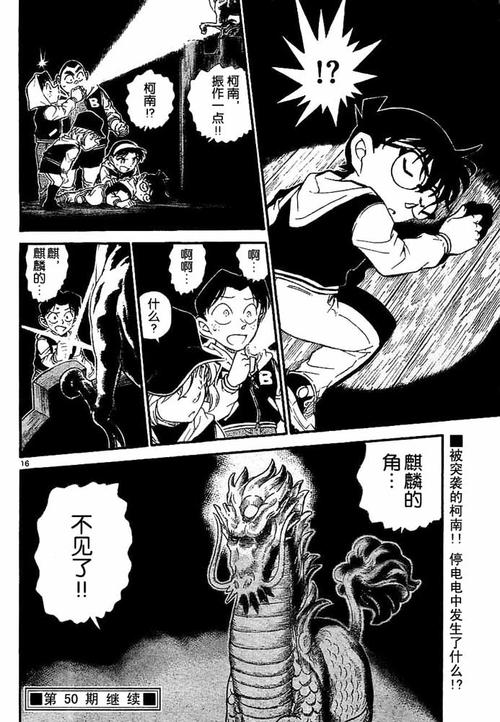 !?
柯南，
振作一点!!
柯南!?
啊…
啊啊…
什么?
麒，
麒麟的…
16
麒麟的
角…
不见了!!
■被突袭的柯南!! 停电电中发生了什么!?
■第50期继续■
B
B